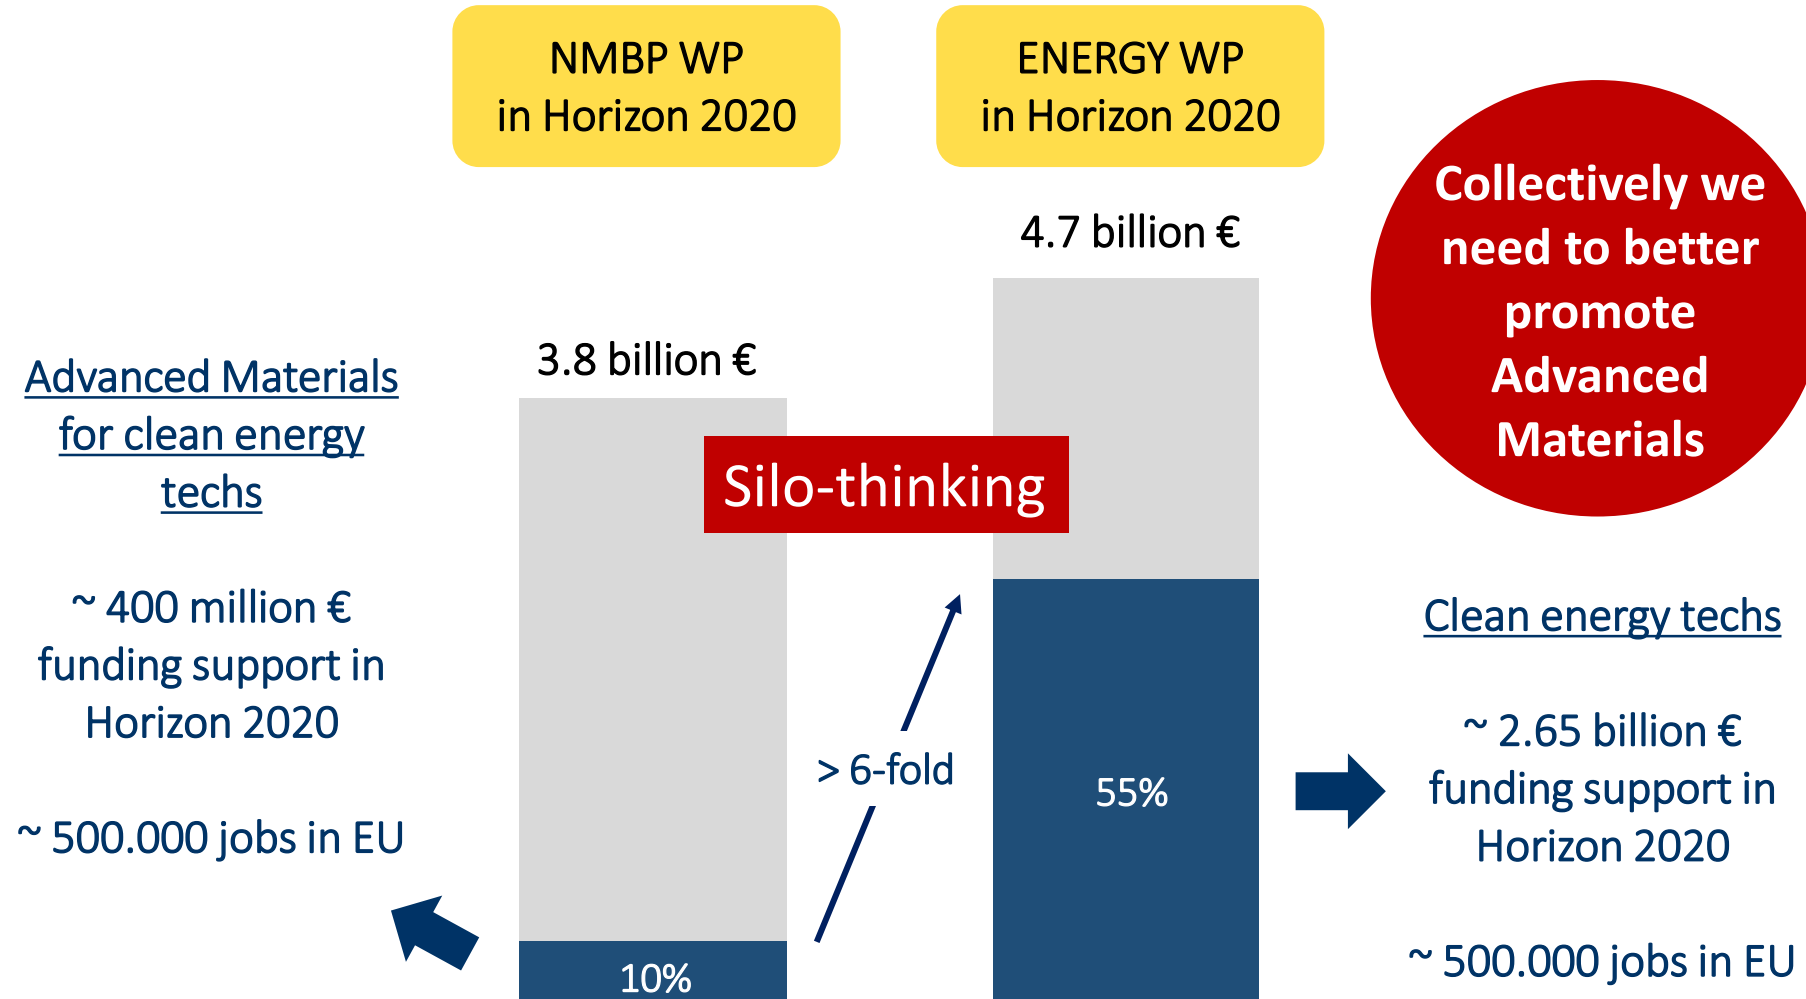 NMBP WP
in Horizon 2020
ENERGY WP
in Horizon 2020
Collectively we
need to better
promote
Advanced
Materials
4.7 billion €
3.8 billion €
Advanced Materials
for clean energy
techs
~ 400 million €
funding support in
Horizon 2020
~ 500.000 jobs in EU
Silo-thinking
> 6-fold
55%
10%
Clean energy techs
~ 2.65 billion €
funding support in
Horizon 2020
~ 500.000 jobs in EU